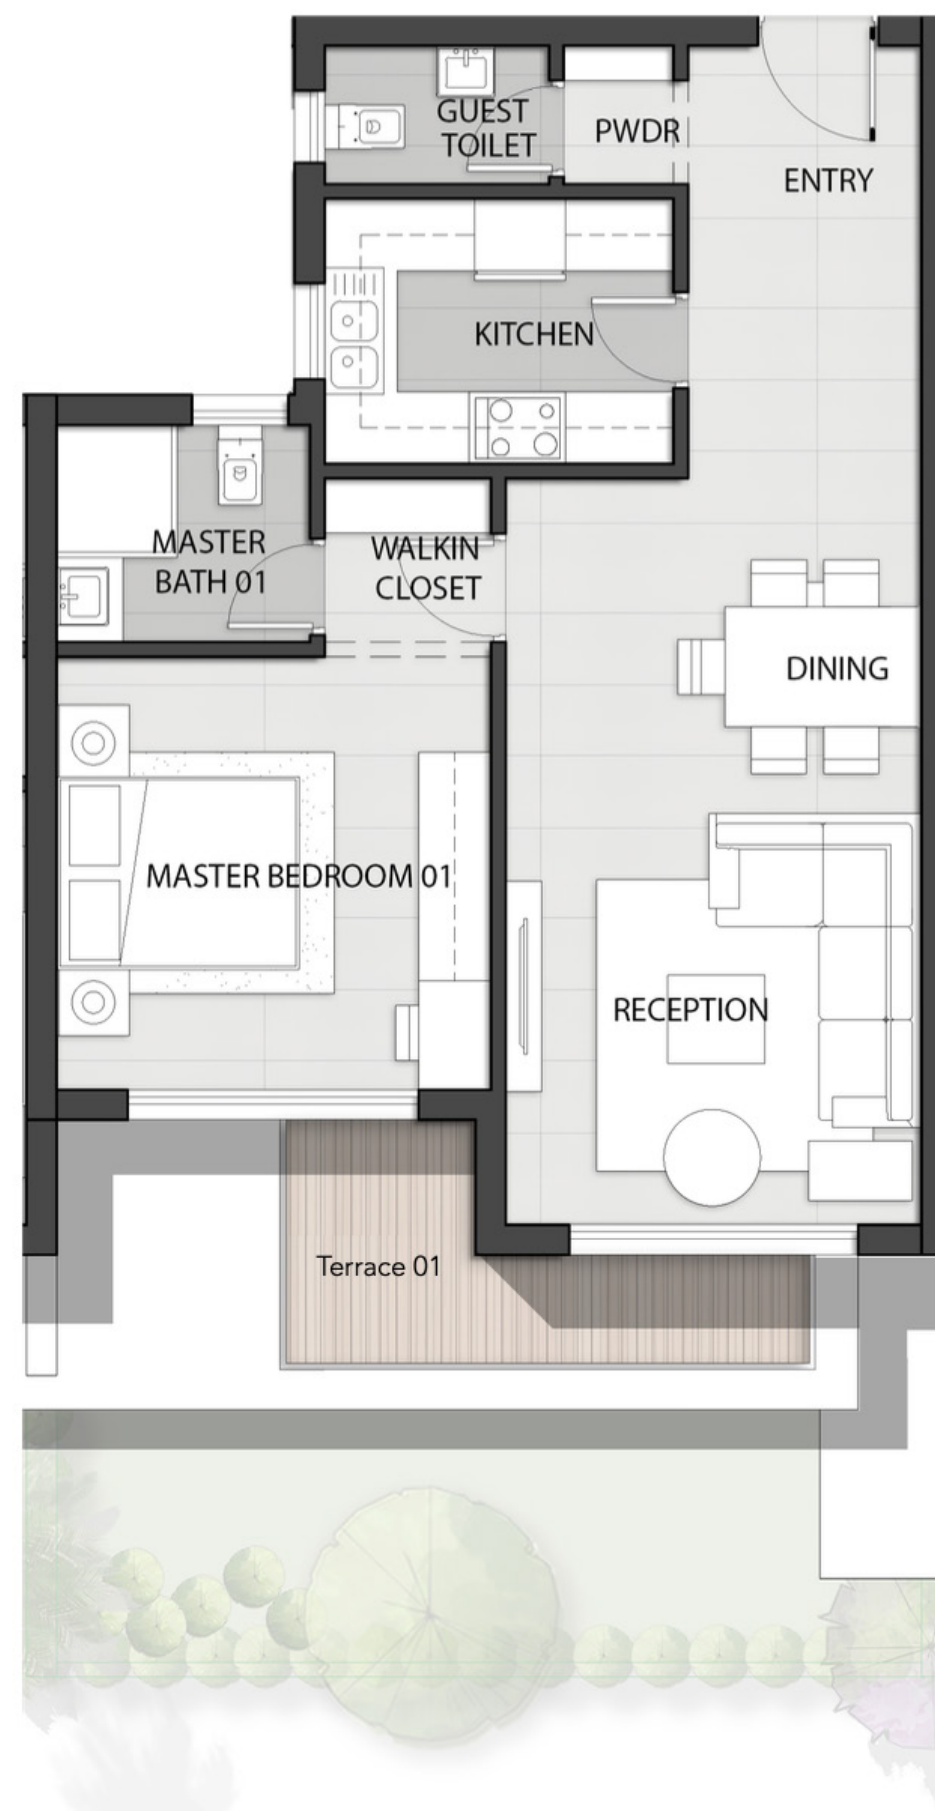 GUEST
TOILET
PWDR
ENTRY
KITCHEN
MASTER
BATH 01
WALKIN
CLOSET
DINING
MASTER BEDROOM 01
RECEPTION
Terrace 01